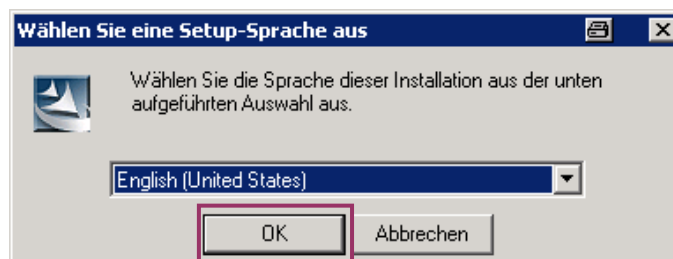 Wählen Sie eine Setup-Sprache aus
Wählen Sie die Sprache dieser Installation aus der unten
aufgeführten Auswahl aus.
English (United States)
OK
Abbrechen